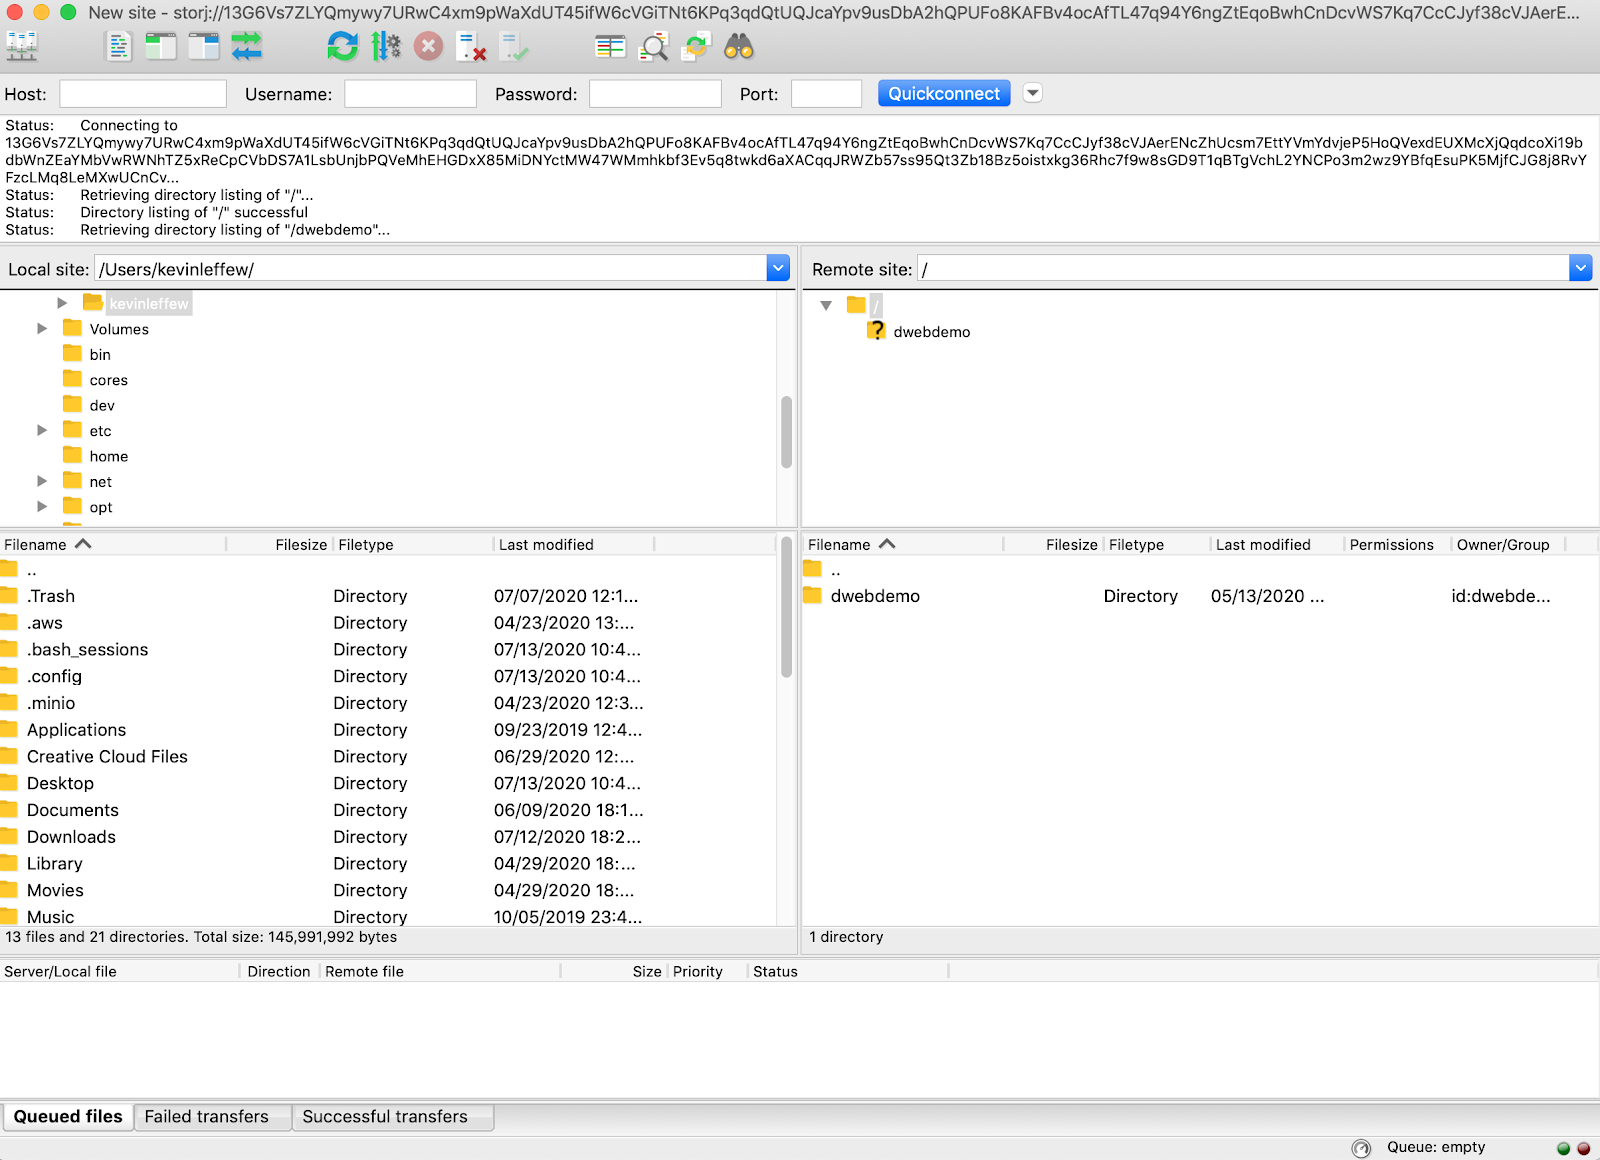 New site - storj://13G6Vs7ZLYQmywy7URwC4xm9pWaXdUT45ifW6cVGiTNt6KPq3qdQtUQJcaYpv9usDbA2hQPUFo8KAFBv4ocAfTL47q94Y6ngZtEqoBwhCnDcvWS7Kq7CcCJyf38cVJAerE...
Host: Username: Password: Port: Quickconnect
Status: Connecting to
13G6Vs7ZLYQmywy7URwC4xm9pWaXdUT45ifW6cVGiTNt6KPq3qdQtUQJcaYpv9usDbA2hQPUFo8KAFBv4ocAfTL47q94Y6ngZtEqoBwhCnDcvWS7Kq7CcCJyf38cVJAerENcZhUcsm7EttYVmYdvjeP5HoQVexdEUXMcXjQqdcoXi19b
dbWnZEaYMbVwRWNhTZ5xReCpCVbDS7A1LsbUnjbPQVeMhEHGDxX85MiDNYctMW47WMmhkbf3Ev5q8twkd6aXACqqJRWZb57ss95Qt3Zb18Bz5oistxkg36Rhc7f9w8sGD9T1qBTgVchL2YNCPo3m2wz9YBfqEsuPK5MjfCJG8j8RvY
FzcLMq8LeMXwUCnCv...
Status: Retrieving directory listing of "/"...
Status: Directory listing of "/" successful
Status: Retrieving directory listing of "/dwebdemo"...
Local site: /Users/kevinleffew/
kevinleffew
Volumes
bin
cores
dev
etc
home
net
opt
Remote site: /
/
dwebdemo
Filename Filesize Filetype Last modified
..
.Trash Directory 07/07/2020 12:1...
.aws Directory 04/23/2020 13:...
.bash_sessions Directory 07/13/2020 10:4...
.config Directory 07/13/2020 10:4...
.minio Directory 04/23/2020 12:3...
Applications Directory 09/23/2019 12:4...
Creative Cloud Files Directory 06/29/2020 12:...
Desktop Directory 07/13/2020 10:4...
Documents Directory 06/09/2020 18:1...
Downloads Directory 07/12/2020 18:2...
Library Directory 04/29/2020 18:...
Movies Directory 04/29/2020 18:...
Music Directory 10/05/2019 23:4...
13 files and 21 directories. Total size: 145,991,992 bytes
Filename Filesize Filetype Last modified Permissions Owner/Group
..
dwebdemo Directory 05/13/2020 ... id:dwebde...
1 directory
Server/Local file Direction Remote file Size Priority Status
Queued files Failed transfers Successful transfers
Queue: empty